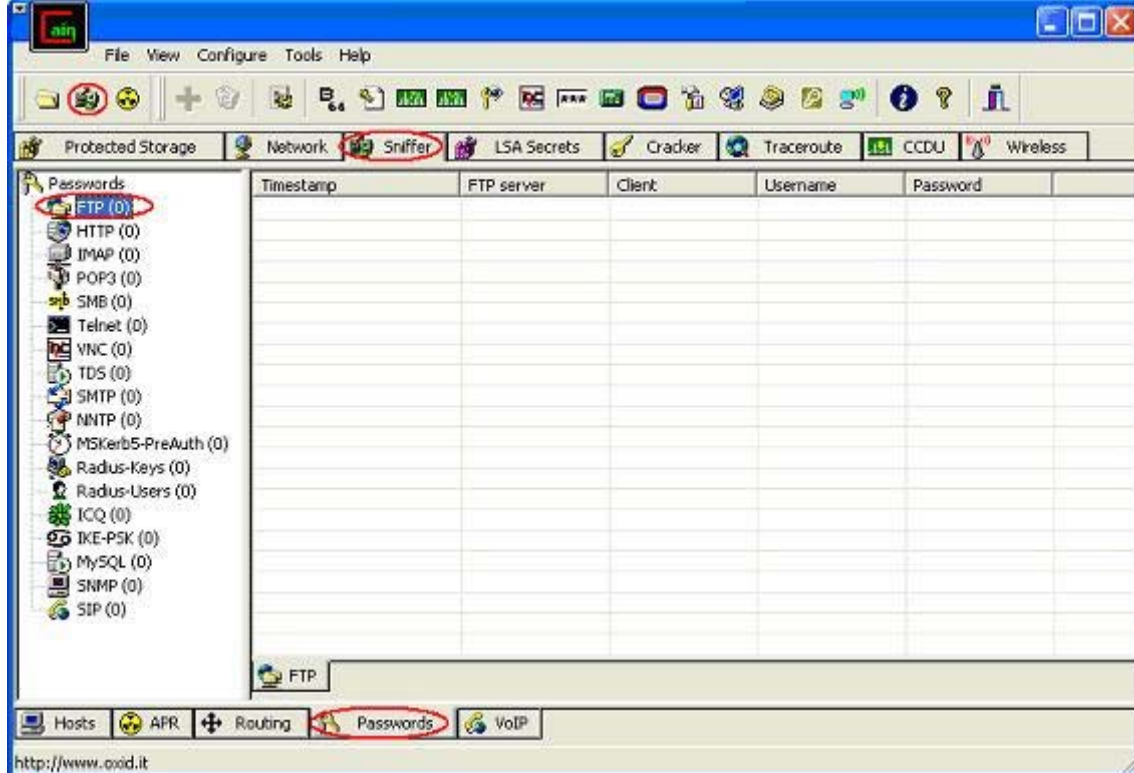 Cain
File View Configure Tools Help
B64
Protected Storage Network Sniffer LSA Secrets Cracker Traceroute CCDU Wireless
Passwords
Timestamp FTP server Client Username Password
FTP (0)
HTTP (0)
IMAP (0)
POP3 (0)
SMB (0)
Telnet (0)
VNC (0)
TDS (0)
SMTP (0)
NNTP (0)
MSKerb5-PreAuth (0)
Radius-Keys (0)
Radius-Users (0)
ICQ (0)
IKE-PSK (0)
MySQL (0)
SNMP (0)
SIP (0)
FTP
Hosts APR Routing Passwords VoIP
http://www.oxid.it